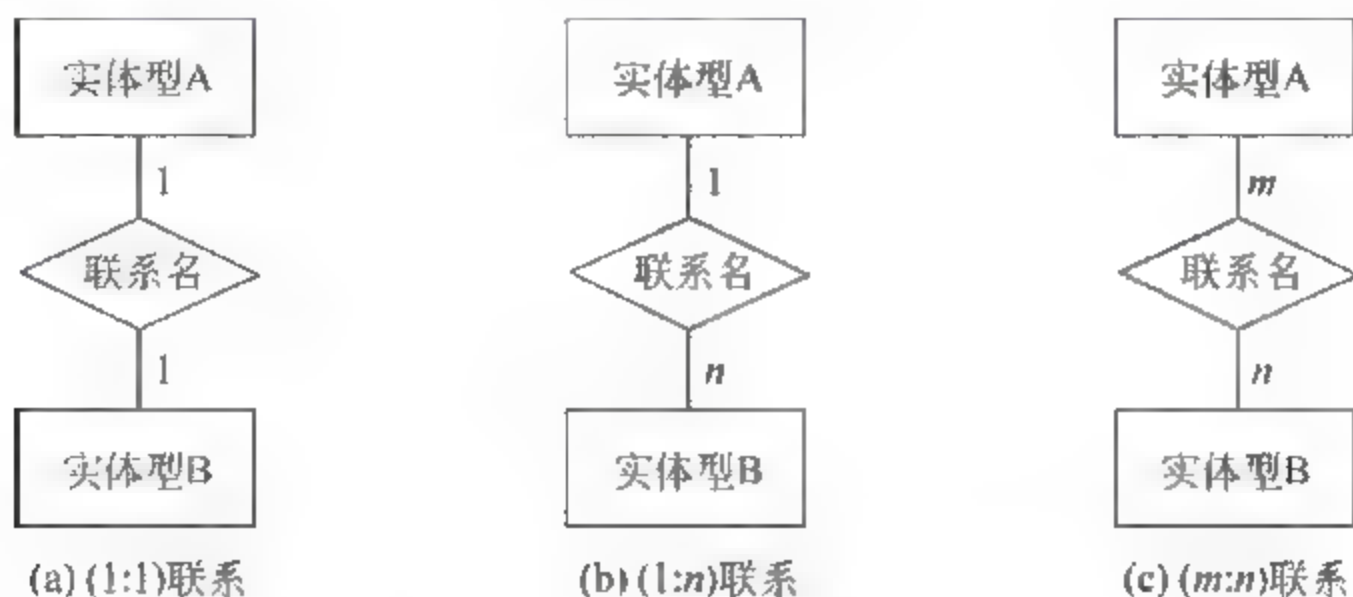 实体型A
1
联系名
1
实体型B
(a) (1:1)联系
实体型A
1
联系名
n
实体型B
(b) (1:n)联系
实体型A
m
联系名
n
实体型B
(c) (m:n)联系